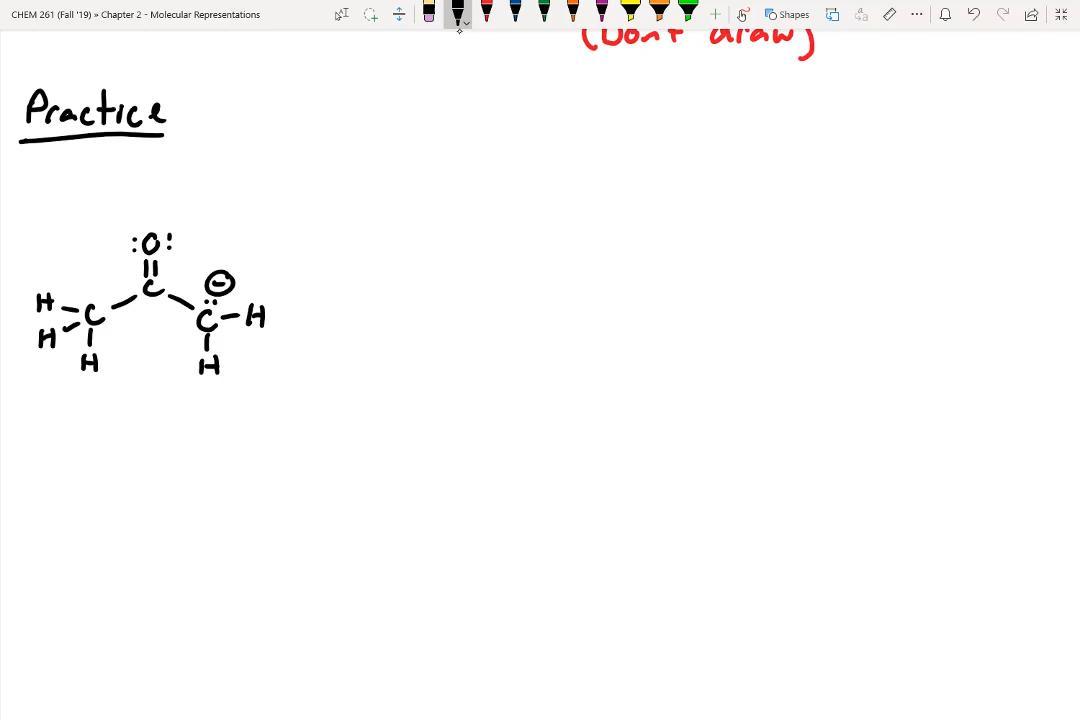 CHEM 261 (Fall '19) » Chapter 2 - Molecular Representations
Shapes
(Don't draw)
Practice
:O:
||
C
⊖
H – C
C̈ – H
H
H
H